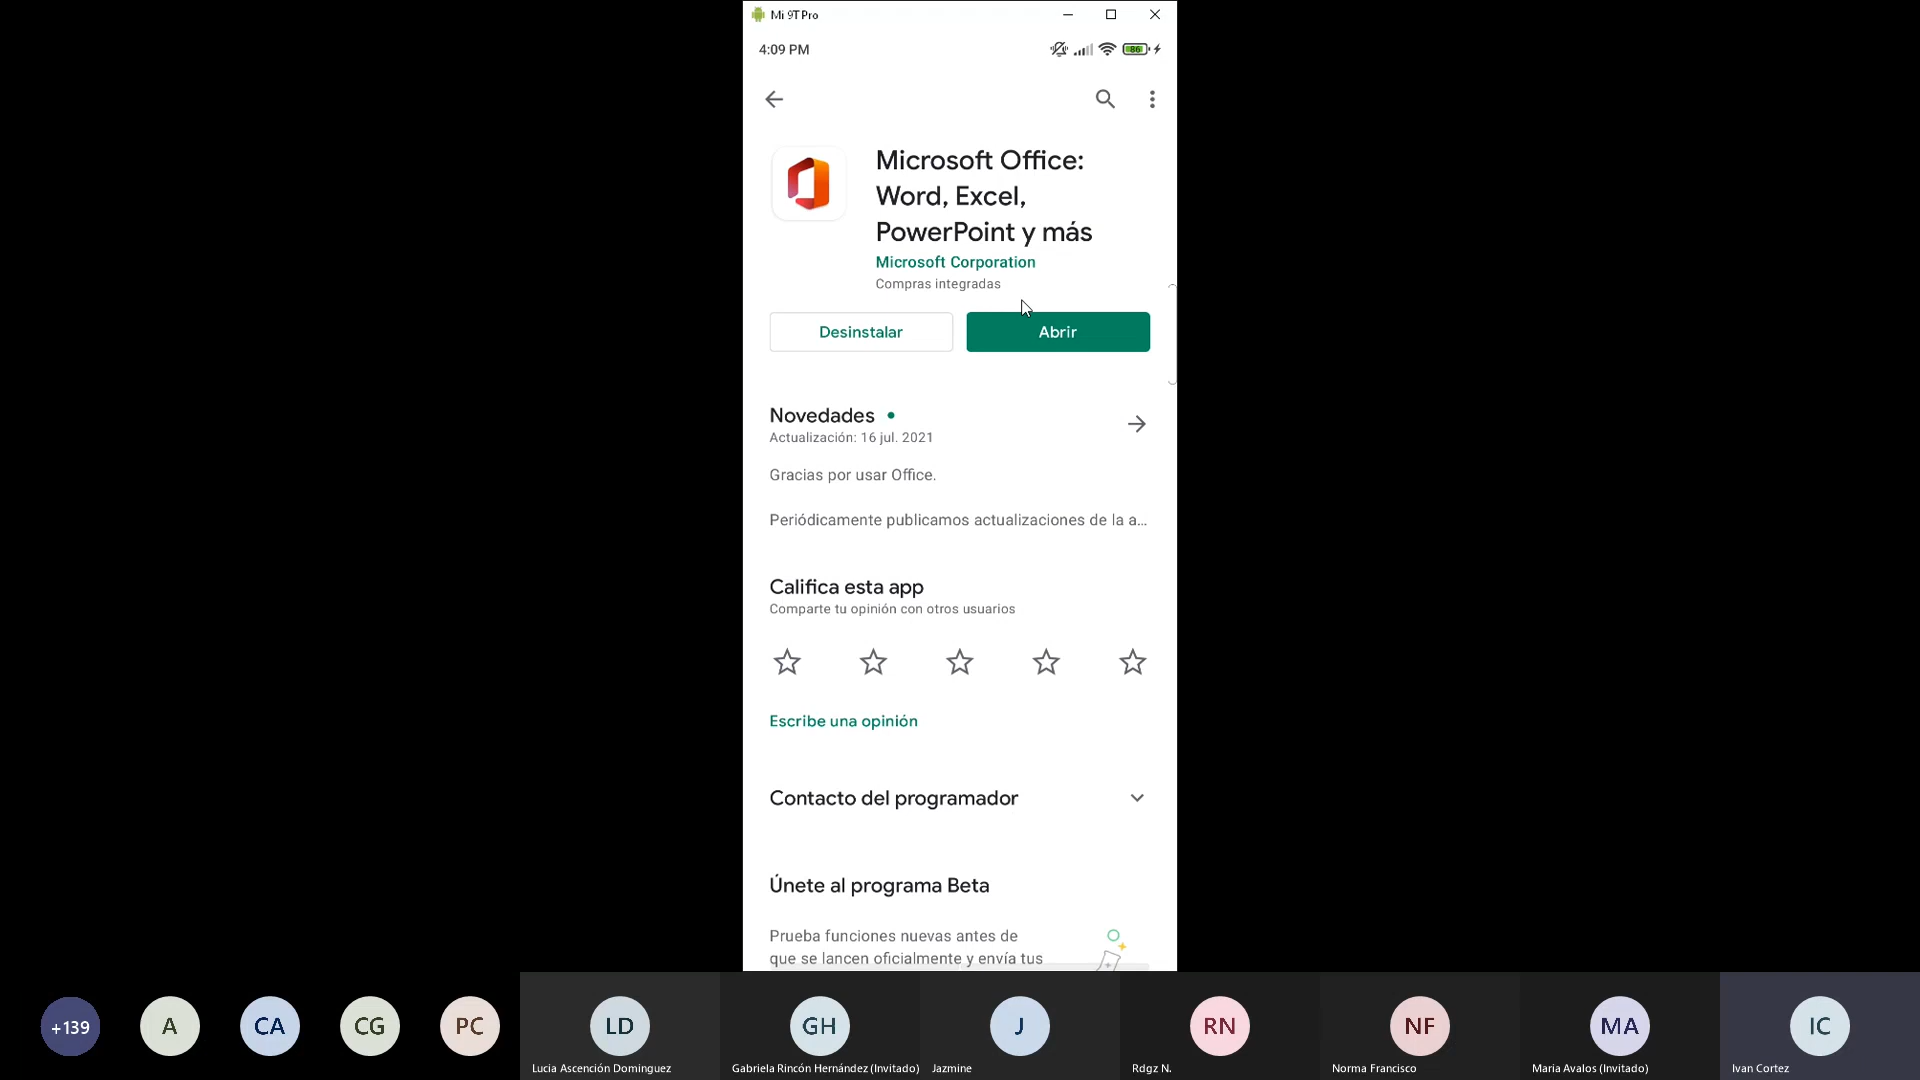 Mi 9T Pro
4:09 PM
86
Microsoft Office:
Word, Excel,
PowerPoint y más
Microsoft Corporation
Compras integradas
Desinstalar
Abrir
Novedades
Actualización: 16 jul. 2021
Gracias por usar Office.
Periódicamente publicamos actualizaciones de la a...
Califica esta app
Comparte tu opinión con otros usuarios
Escribe una opinión
Contacto del programador
Únete al programa Beta
Prueba funciones nuevas antes de
que se lancen oficialmente y envía tus
+139
A
CA
CG
PC
LD
GH
J
RN
NF
MA
IC
Lucia Ascención Dominguez
Gabriela Rincón Hernández (Invitado)
Jazmine
Rdgz N.
Norma Francisco
Maria Avalos (Invitado)
Ivan Cortez